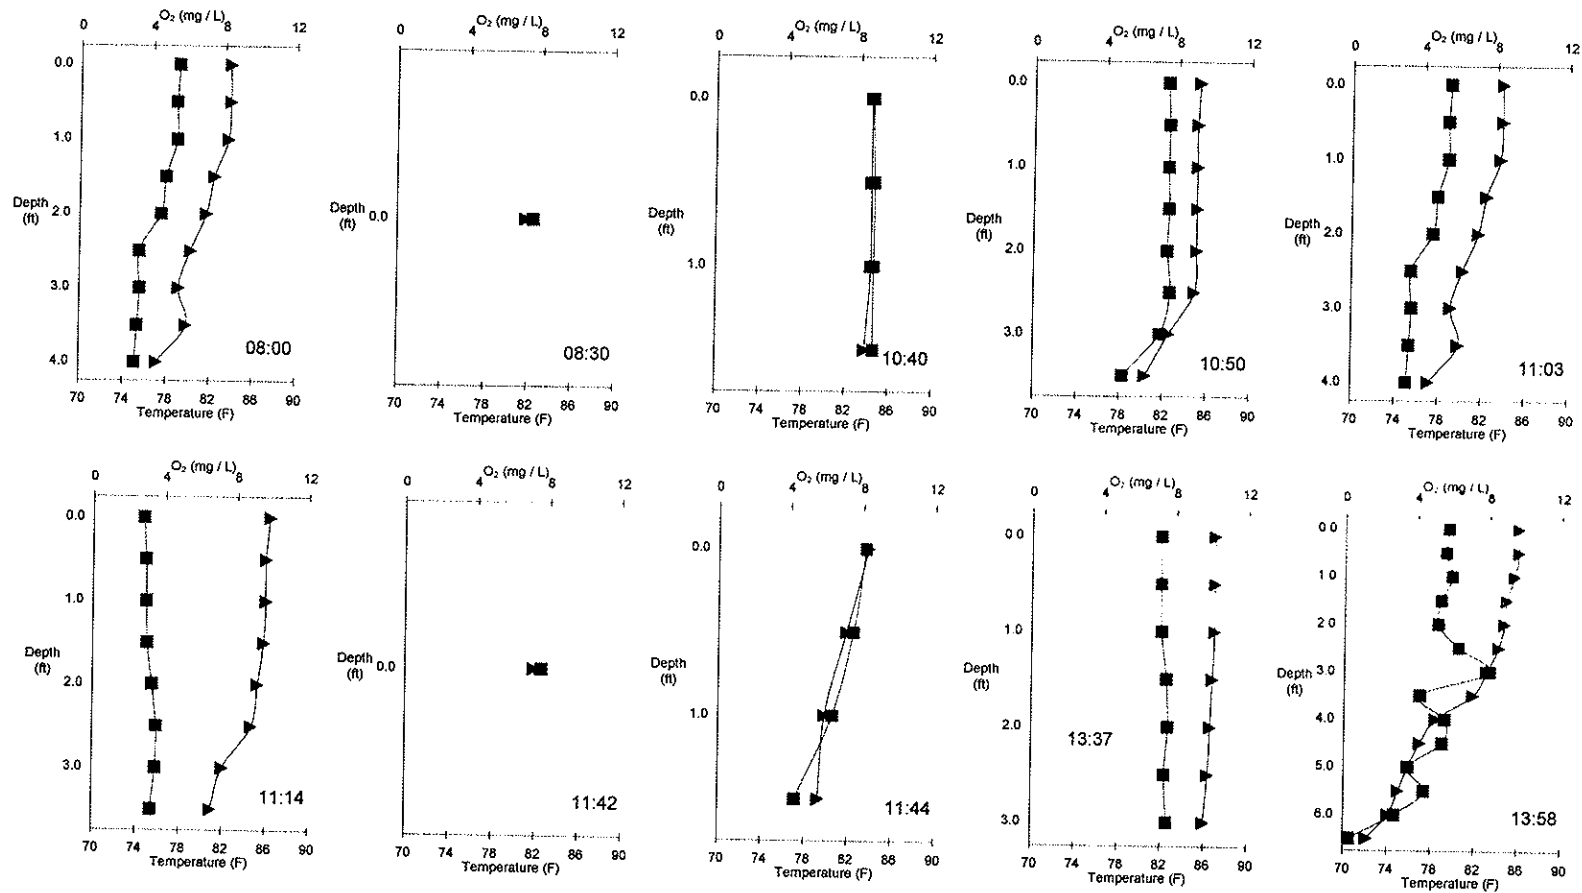 O₂ (mg / L)
0 4 8 12
0.0
1.0
Depth
(ft)
2.0
3.0
4.0
08:00
70 74 78 82 86 90
Temperature (F)
O₂ (mg / L)
0 4 8 12
Depth
(ft)
0.0
08:30
70 74 78 82 86 90
Temperature (F)
O₂ (mg / L)
0 4 8 12
0.0
Depth
(ft)
1.0
10:40
70 74 78 82 86 90
Temperature (F)
O₂ (mg / L)
0 4 8 12
0.0
1.0
Depth
(ft)
2.0
3.0
10:50
70 74 78 82 86 90
Temperature (F)
O₂ (mg / L)
0 4 8 12
0.0
1.0
Depth
(ft)
2.0
3.0
4.0
11:03
70 74 78 82 86 90
Temperature (F)
O₂ (mg / L)
0 4 8 12
0.0
1.0
Depth
(ft)
2.0
3.0
11:14
70 74 78 82 86 90
Temperature (F)
O₂ (mg / L)
0 4 8 12
Depth
(ft)
0.0
11:42
70 74 78 82 86 90
Temperature (F)
O₂ (mg / L)
0 4 8 12
0.0
Depth
(ft)
1.0
11:44
70 74 78 82 86 90
Temperature (F)
O₂ (mg / L)
0 4 8 12
0 0
1.0
Depth
(ft)
2.0
13:37
3.0
70 74 78 82 86 90
Temperature (F)
O₂ (mg / L)
0 4 8 12
0 0
1 0
2 0
3.0
Depth
(ft)
4.0
5.0
6.0
13:58
70 74 78 82 86 90
Temperature (F)